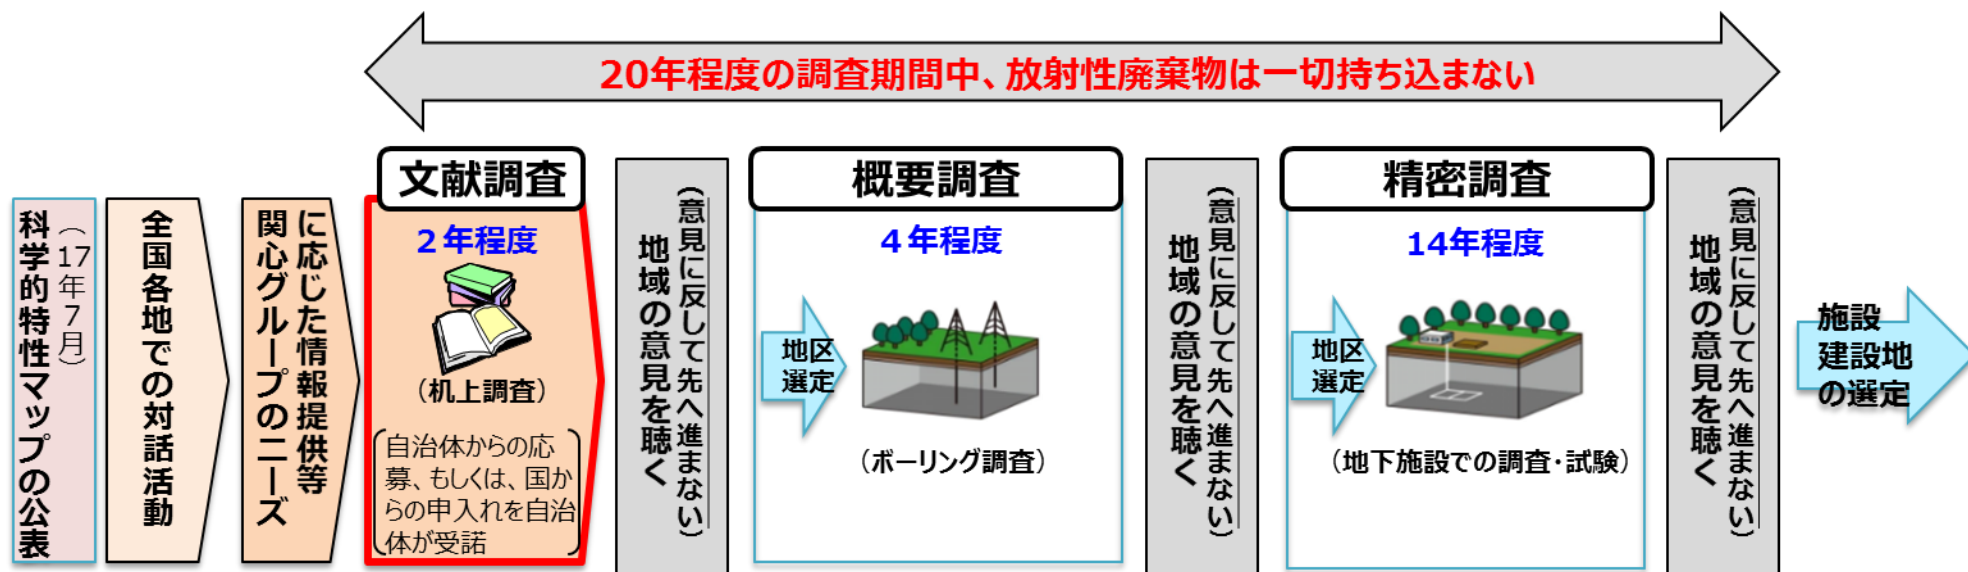 20年程度の調査期間中、放射性廃棄物は一切持ち込まない
科学的特性マップの公表
（17年7月）
全国各地での対話活動
関心グループのニーズ
に応じた情報提供等
文献調査
２年程度
（机上調査）
自治体からの応
募、もしくは、国か
らの申入れを自治
体が受諾
（意見に反して先へ進まない）
地域の意見を聴く
概要調査
４年程度
地区
選定
（ボーリング調査）
（意見に反して先へ進まない）
地域の意見を聴く
精密調査
14年程度
地区
選定
（地下施設での調査・試験）
（意見に反して先へ進まない）
地域の意見を聴く
施設
建設地
の選定